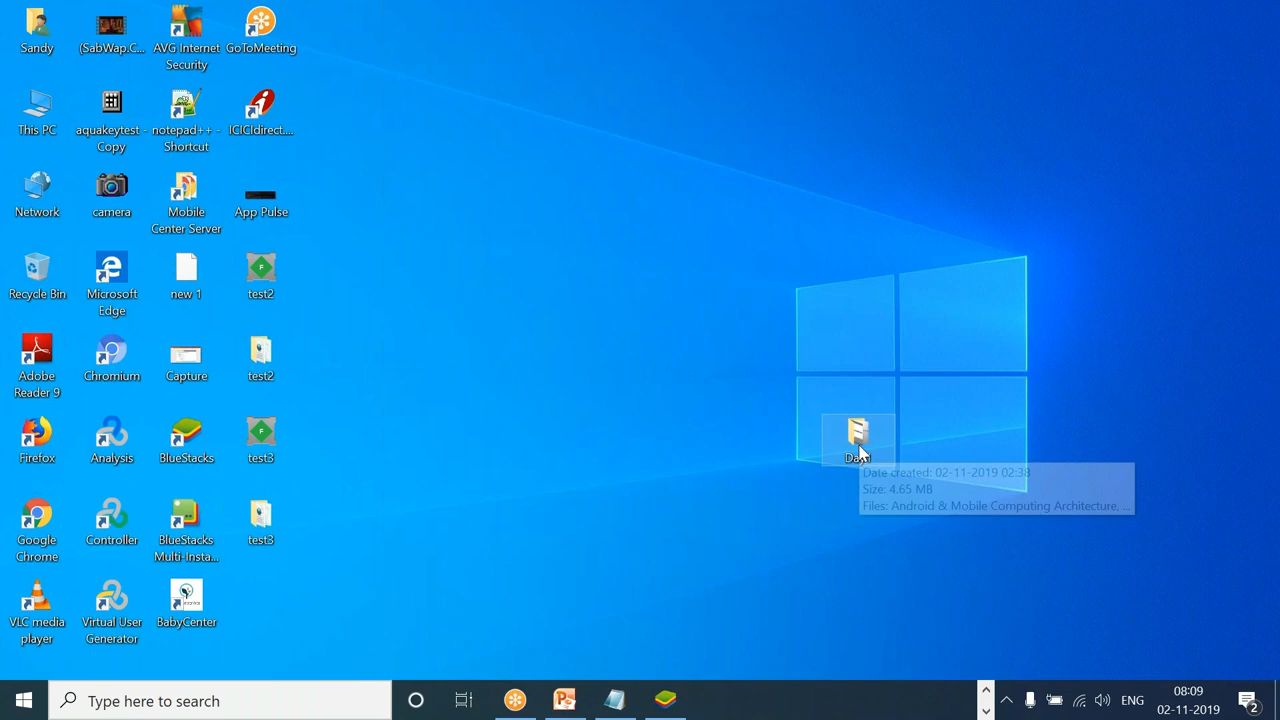 Sandy
(SabWap.C...
AVG Internet
Security
GoToMeeting
This PC
aquakeytest -
Copy
notepad++ -
Shortcut
ICICIdirect....
Network
camera
Mobile
Center Server
App Pulse
Recycle Bin
Microsoft
Edge
new 1
test2
Adobe
Reader 9
Chromium
Capture
test2
Firefox
Analysis
BlueStacks
test3
Google
Chrome
Controller
BlueStacks
Multi-Insta...
test3
VLC media
player
Virtual User
Generator
BabyCenter
Date created: 02-11-2019 02:38
Size: 4.65 MB
Files: Android & Mobile Computing Architecture, ...
Type here to search
ENG
08:09
02-11-2019
2